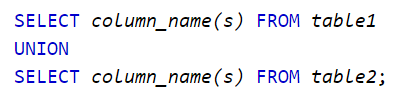 SELECT column_name(s) FROM table1
UNION
SELECT column_name(s) FROM table2;